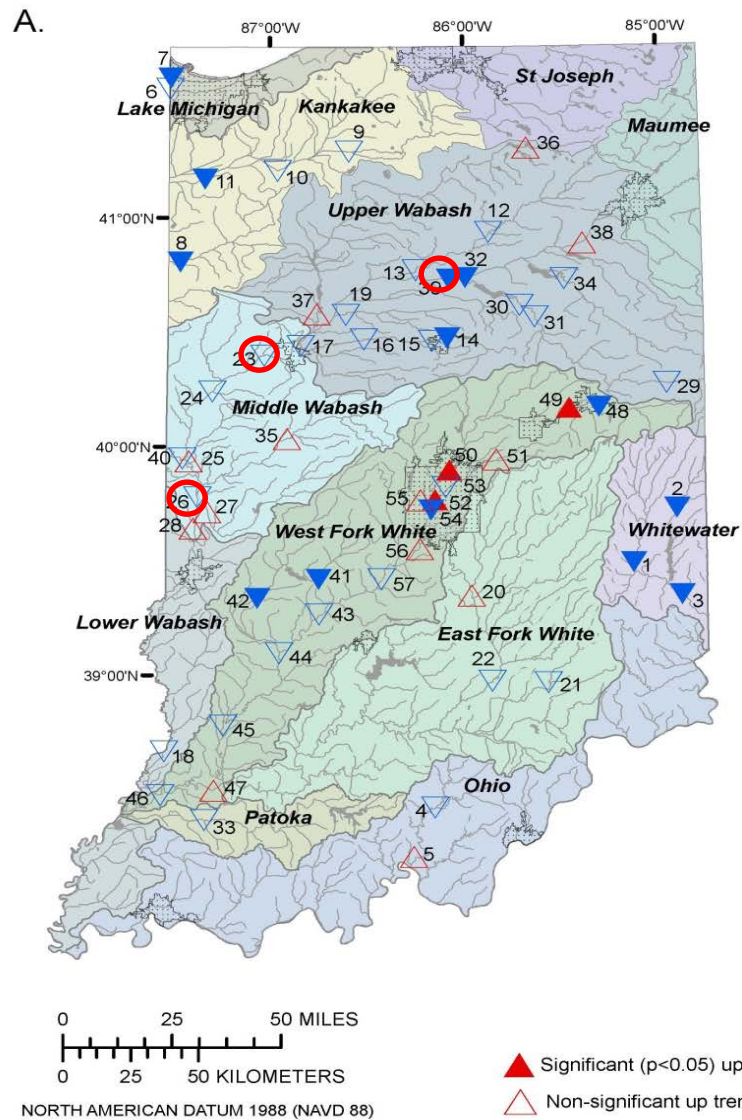 A.
87°00'W 86°00'W 85°00'W
7
6
St Joseph
Lake Michigan
Kankakee
9
36
Maumee
11
10
41°00'N
Upper Wabash
12
38
8
13
32
39
34
37
19
30
31
23
17
16
15
14
24
29
Middle Wabash
49
48
35
40°00'N
40
25
50
51
53
2
26
27
55
52
28
54
West Fork White
Whitewater
56
1
41
57
42
20
3
Lower Wabash
43
East Fork White
44
39°00'N
22
21
45
18
46
47
Ohio
33
Patoka
4
5
0 25 50 MILES
0 25 50 KILOMETERS
Significant (p<0.05) up
Non-significant up tren
NORTH AMERICAN DATUM 1988 (NAVD 88)